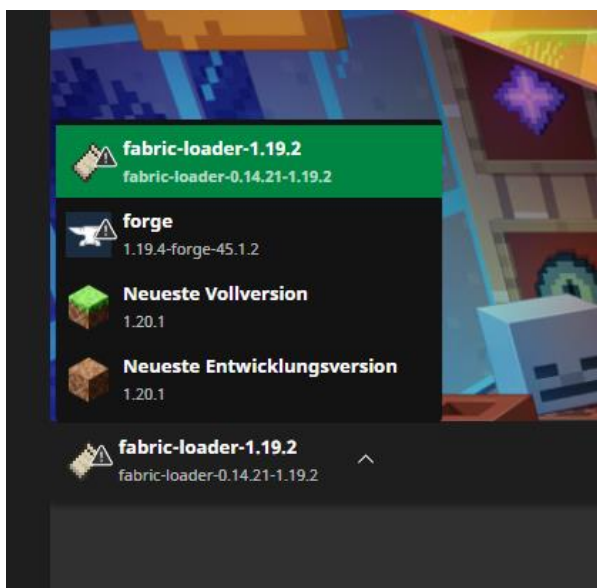 fabric-loader-1.19.2
fabric-loader-0.14.21-1.19.2
forge
1.19.4-forge-45.1.2
Neueste Vollversion
1.20.1
Neueste Entwicklungsversion
1.20.1
fabric-loader-1.19.2
fabric-loader-0.14.21-1.19.2